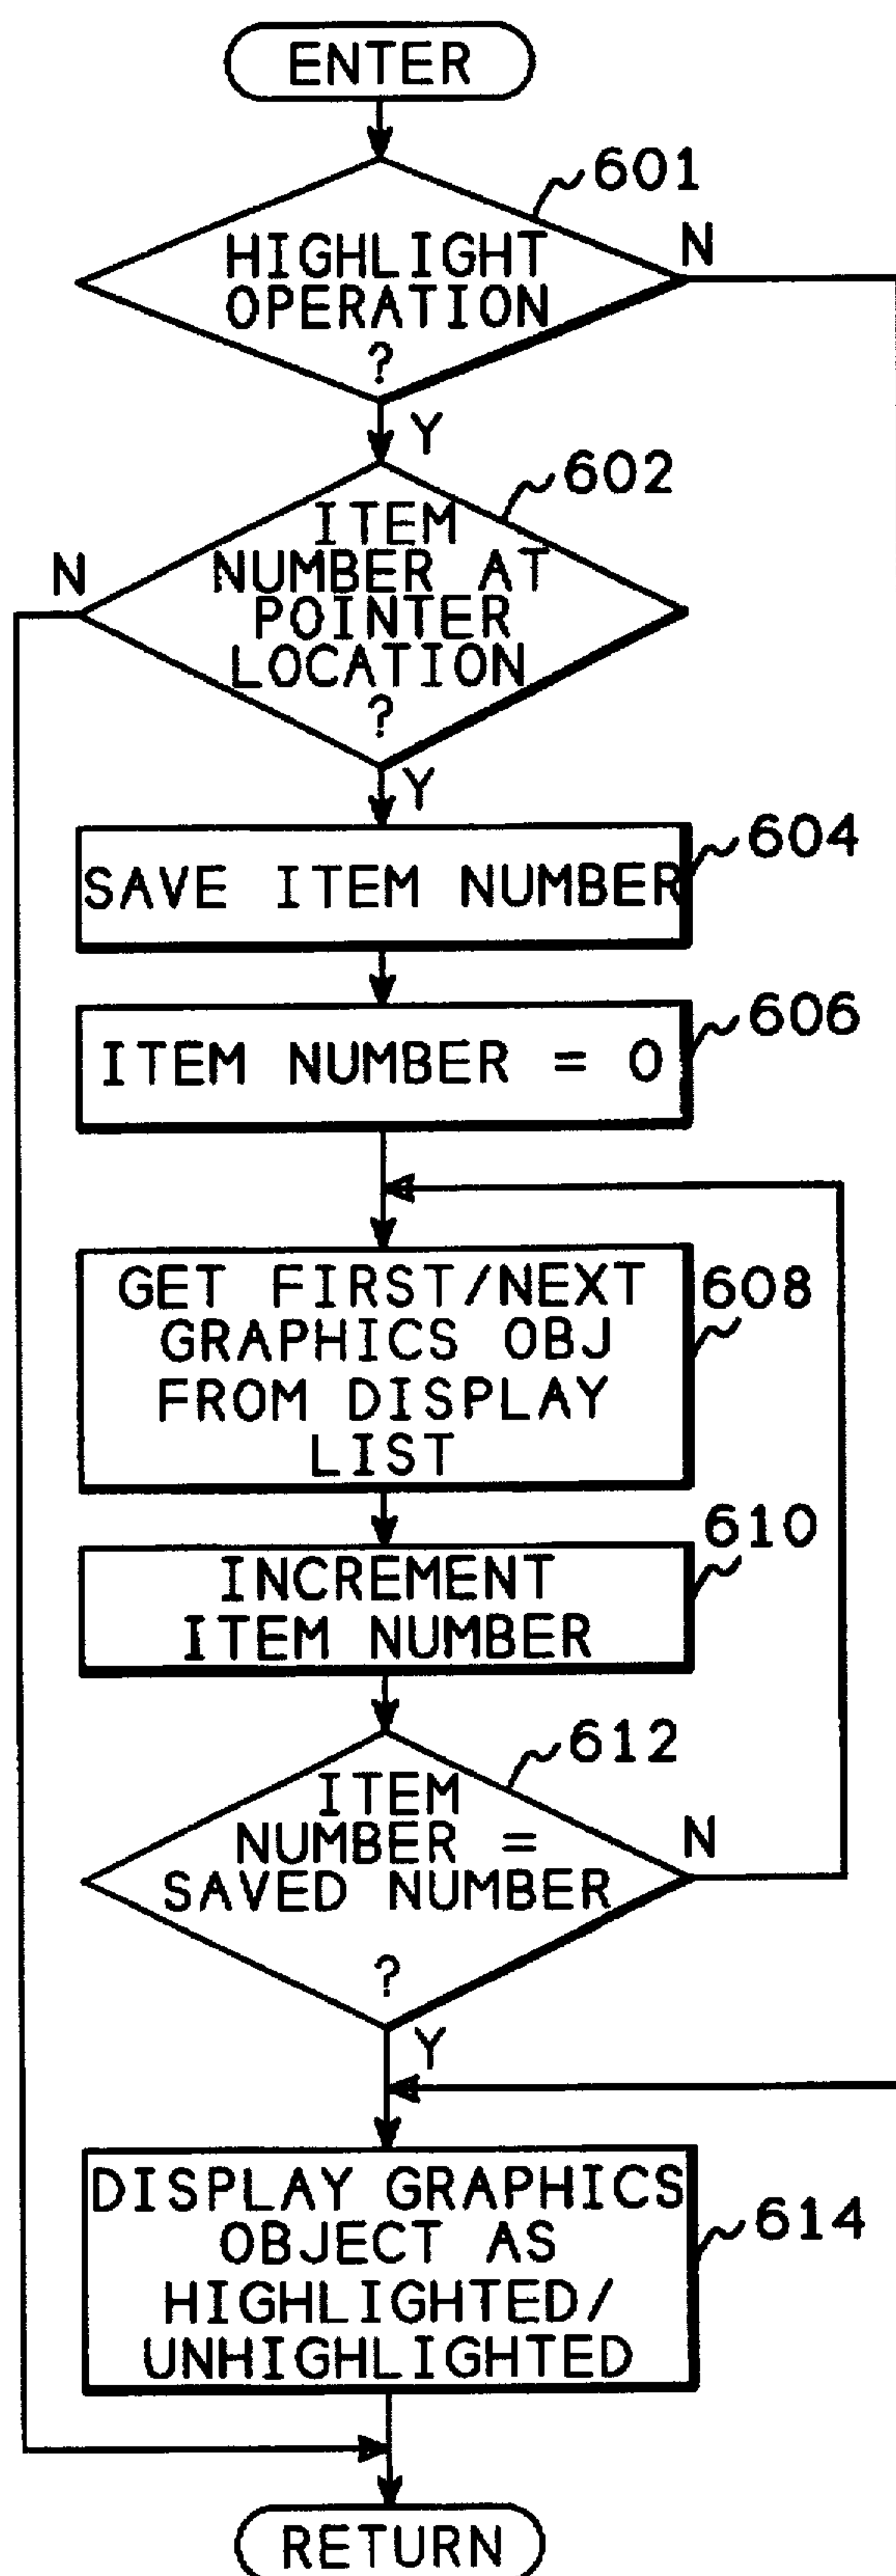 ENTER
601
HIGHLIGHT
OPERATION
?
N
Y
602
ITEM
NUMBER AT
POINTER
LOCATION
?
N
Y
604
SAVE ITEM NUMBER
606
ITEM NUMBER = 0
608
GET FIRST/NEXT
GRAPHICS OBJ
FROM DISPLAY
LIST
610
INCREMENT
ITEM NUMBER
612
ITEM
NUMBER =
SAVED NUMBER
?
N
Y
614
DISPLAY GRAPHICS
OBJECT AS
HIGHLIGHTED/
UNHIGHLIGHTED
RETURN